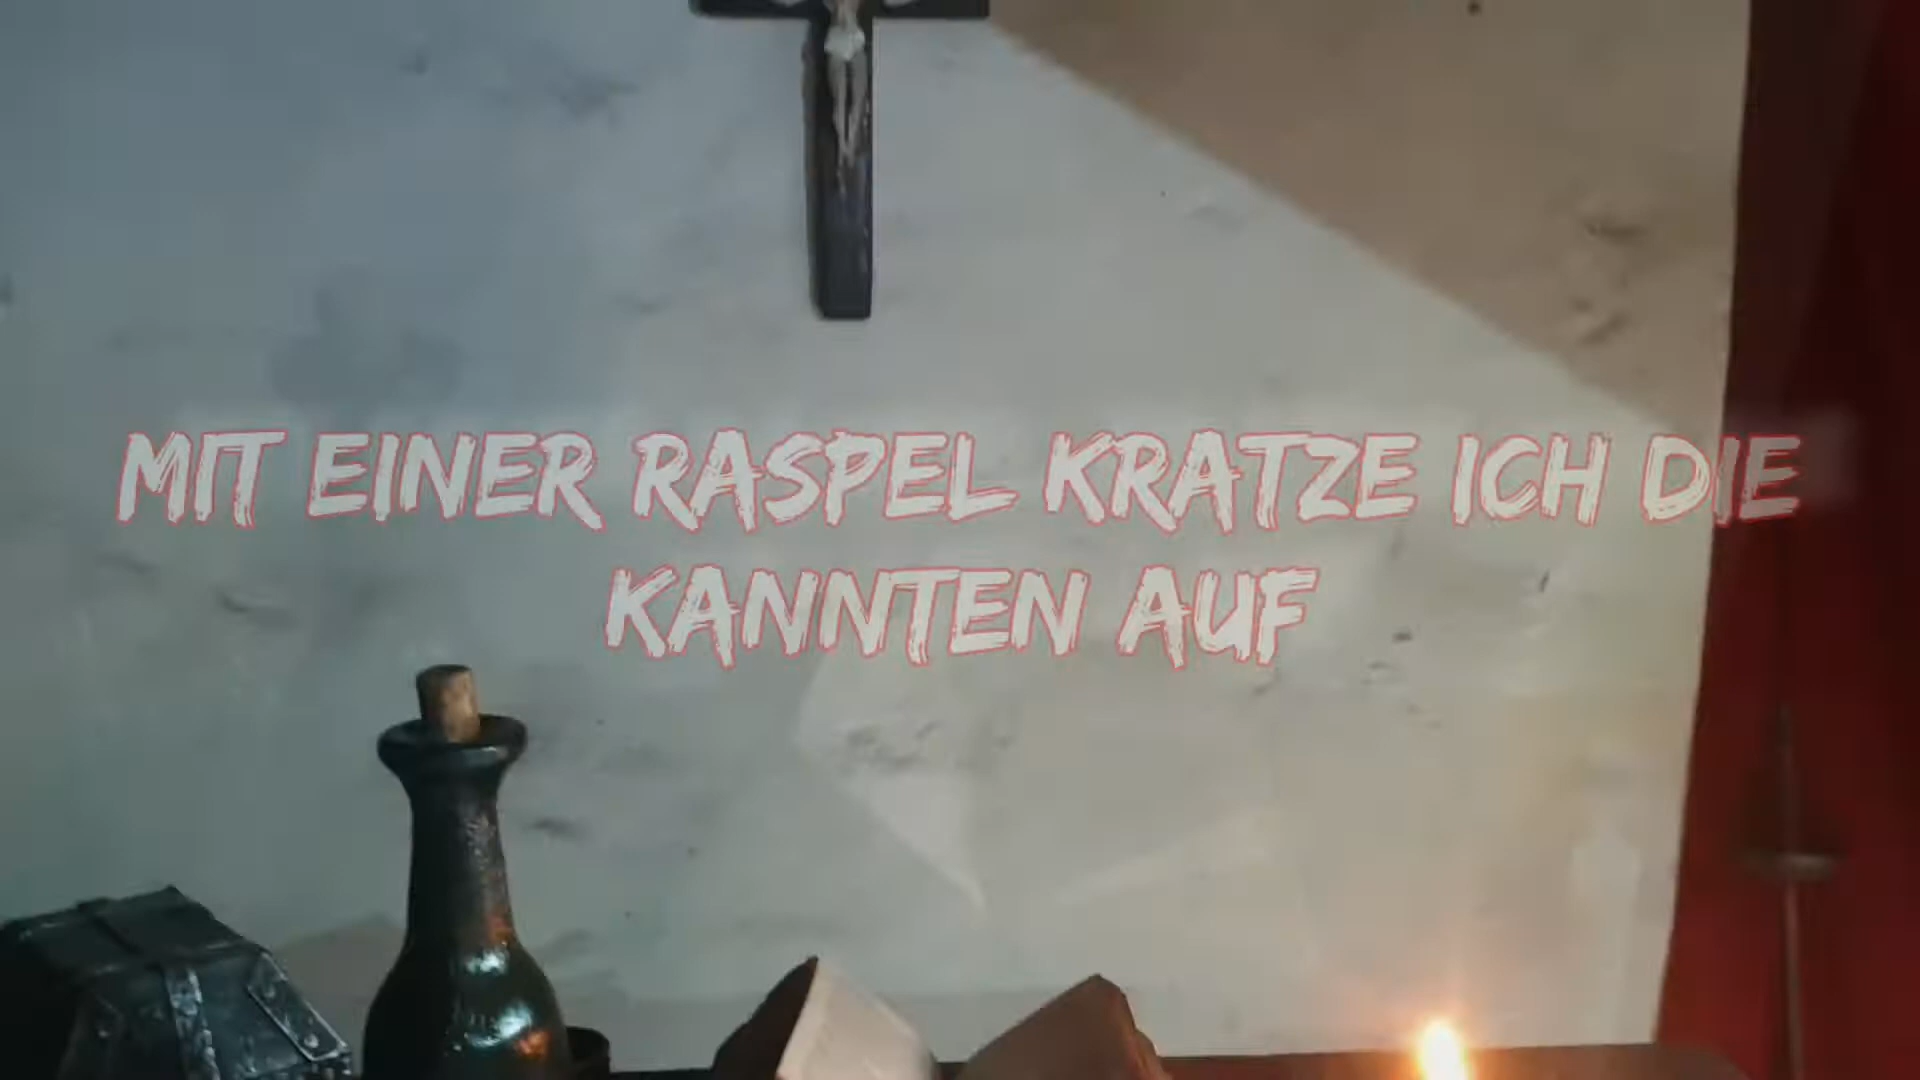 MIT EINER RASPEL KRATZE ICH DIE
KANNTEN AUF